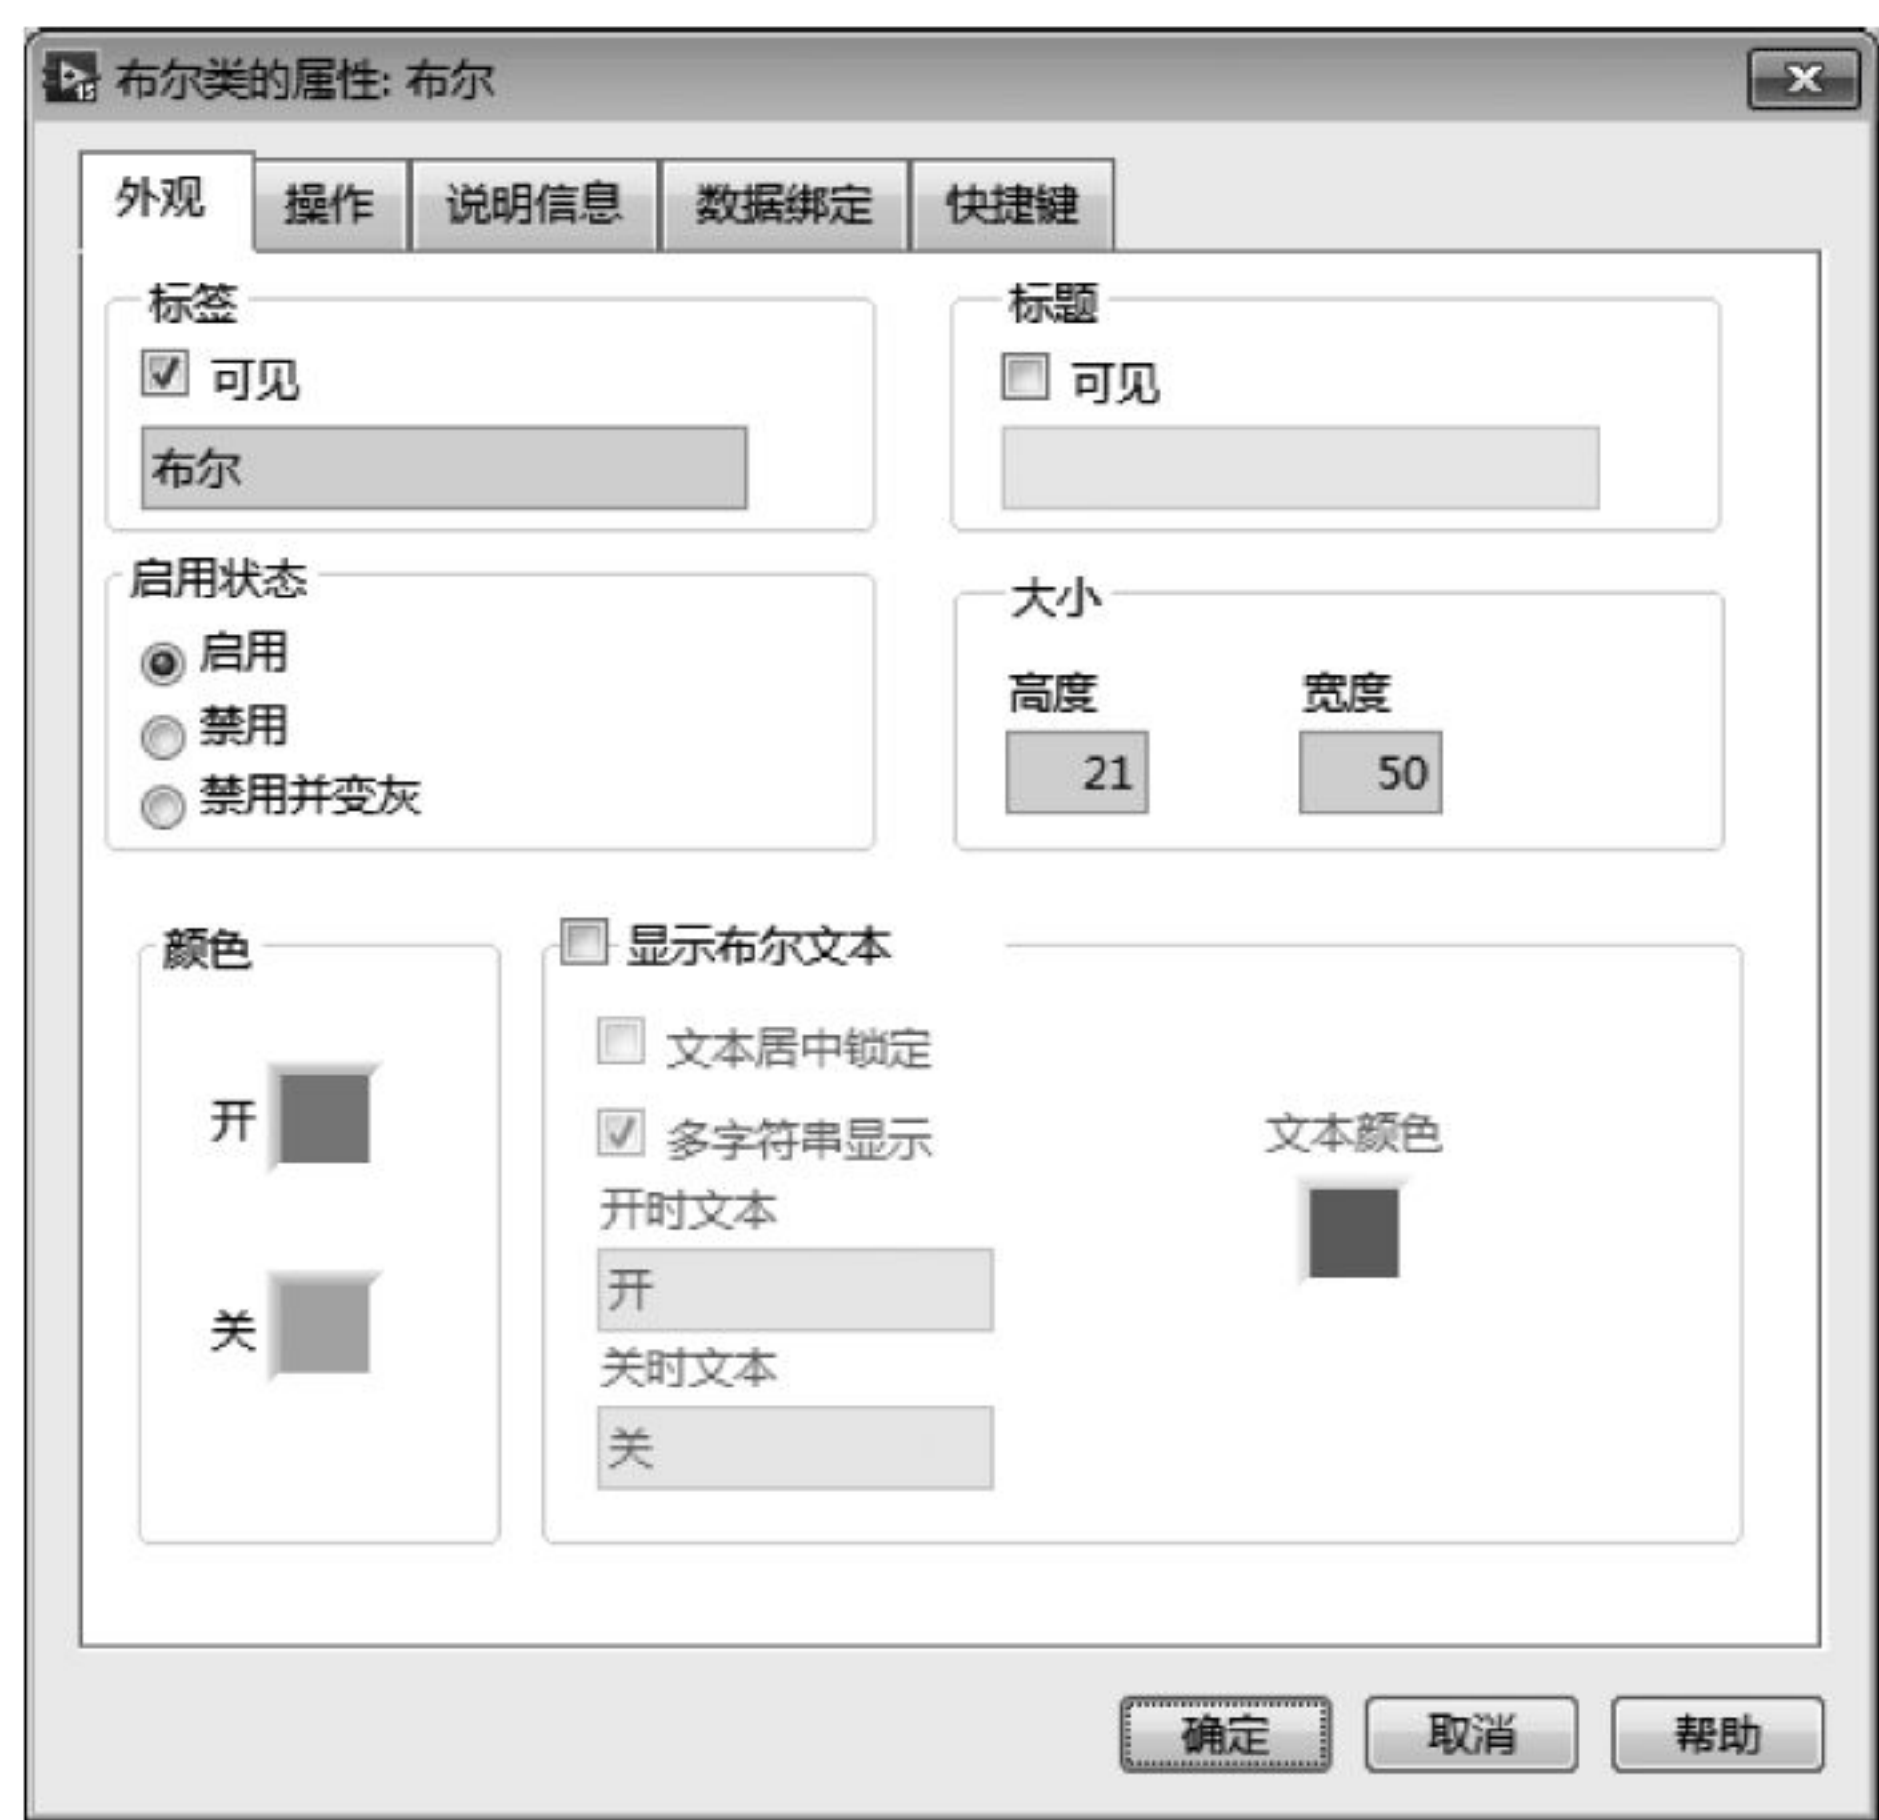 布尔类的属性: 布尔
外观 操作 说明信息 数据绑定 快捷键
标签 标题
可见 可见
布尔
启用状态 大小
启用
禁用
禁用并变灰
高度 宽度
21 50
颜色 显示布尔文本
开
关
文本居中锁定
多字符串显示
开时文本
开
关时文本
关
文本颜色
确定 取消 帮助